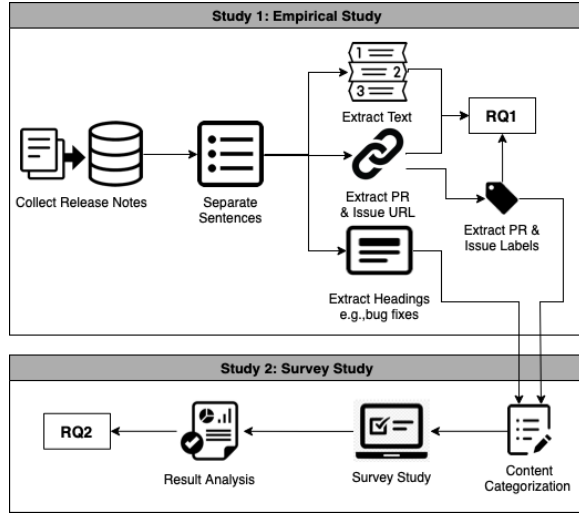 Study 1: Empirical Study
1
2
3
Extract Text
RQ1
Collect Release Notes
Separate
Sentences
Extract PR
& Issue URL
Extract PR &
Issue Labels
Extract Headings
e.g.,bug fixes
Study 2: Survey Study
RQ2
Result Analysis
Survey Study
Content
Categorization